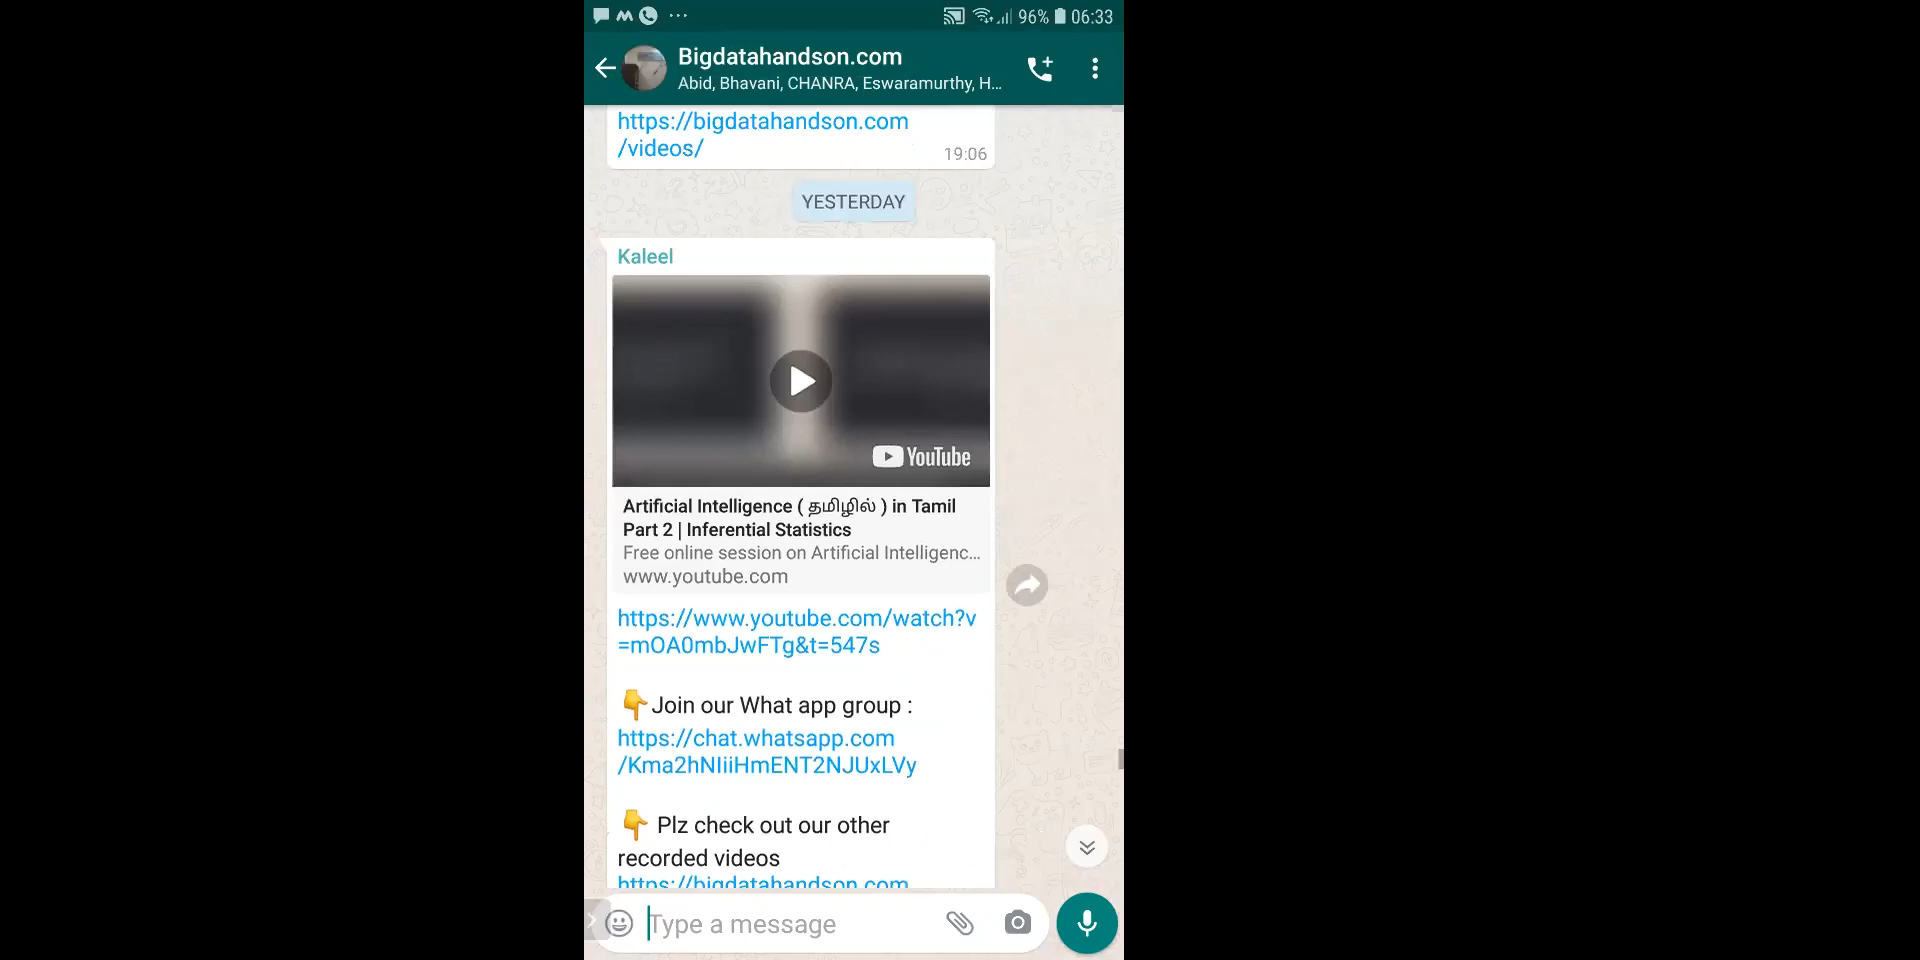 96% 06:33
Bigdatahandson.com
Abid, Bhavani, CHANRA, Eswaramurthy, H...
https://bigdatahandson.com
/videos/
19:06
YESTERDAY
Kaleel
YouTube
Artificial Intelligence ( தமிழில் ) in Tamil
Part 2 | Inferential Statistics
Free online session on Artificial Intelligenc...
www.youtube.com
https://www.youtube.com/watch?v
=mOA0mbJwFTg&t=547s
👇Join our What app group :
https://chat.whatsapp.com
/Kma2hNIiiHmENT2NJUxLVy
👇 Plz check out our other
recorded videos
https://bigdatahandson.com
Type a message